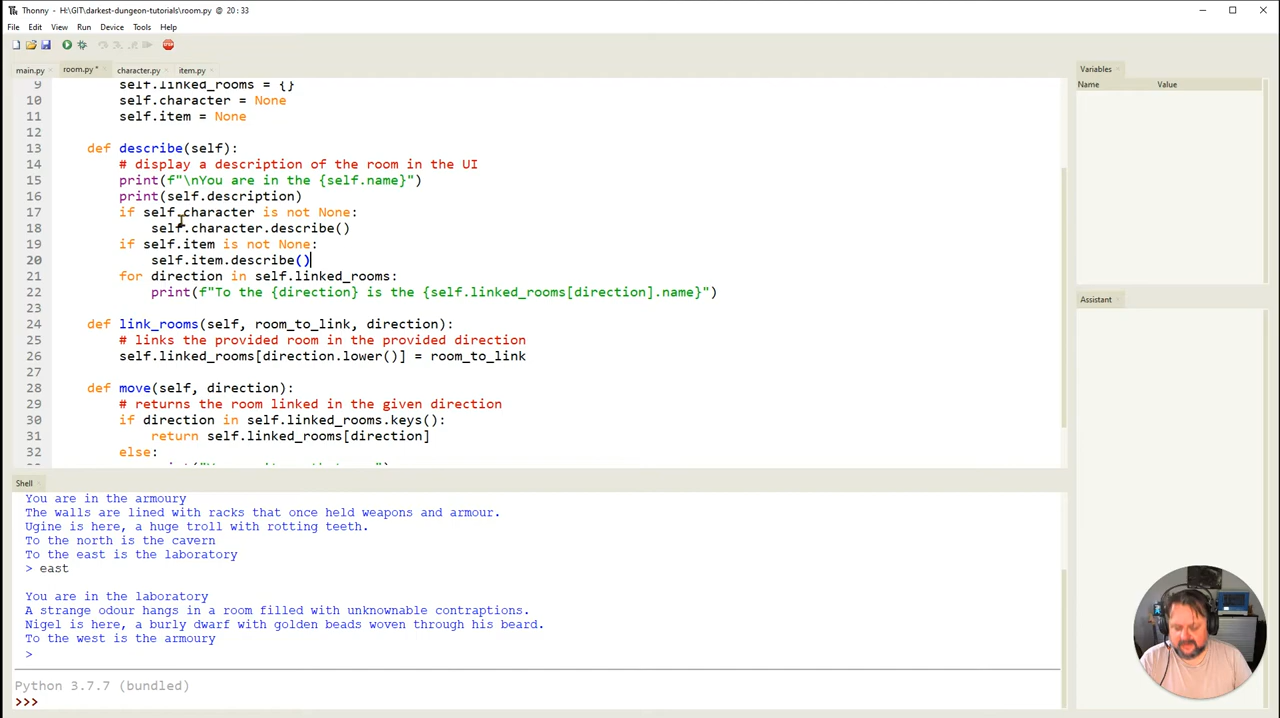 Thonny - H:\GIT\darkest-dungeon-tutorials\room.py @ 20 : 33
File Edit View Run Device Tools Help
main.py room.py * character.py item.py
9 self.linked_rooms = {}
10 self.character = None
11 self.item = None
12
13 def describe(self):
14 # display a description of the room in the UI
15 print(f"\nYou are in the {self.name}")
16 print(self.description)
17 if self.character is not None:
18 self.character.describe()
19 if self.item is not None:
20 self.item.describe()
21 for direction in self.linked_rooms:
22 print(f"To the {direction} is the {self.linked_rooms[direction].name}")
23
24 def link_rooms(self, room_to_link, direction):
25 # links the provided room in the provided direction
26 self.linked_rooms[direction.lower()] = room_to_link
27
28 def move(self, direction):
29 # returns the room linked in the given direction
30 if direction in self.linked_rooms.keys():
31 return self.linked_rooms[direction]
32 else:
Shell
You are in the armoury
The walls are lined with racks that once held weapons and armour.
Ugine is here, a huge troll with rotting teeth.
To the north is the cavern
To the east is the laboratory
> east
You are in the laboratory
A strange odour hangs in a room filled with unknowable contraptions.
Nigel is here, a burly dwarf with golden beads woven through his beard.
To the west is the armoury
>
Python 3.7.7 (bundled)
>>>
Variables
Name Value
Assistant